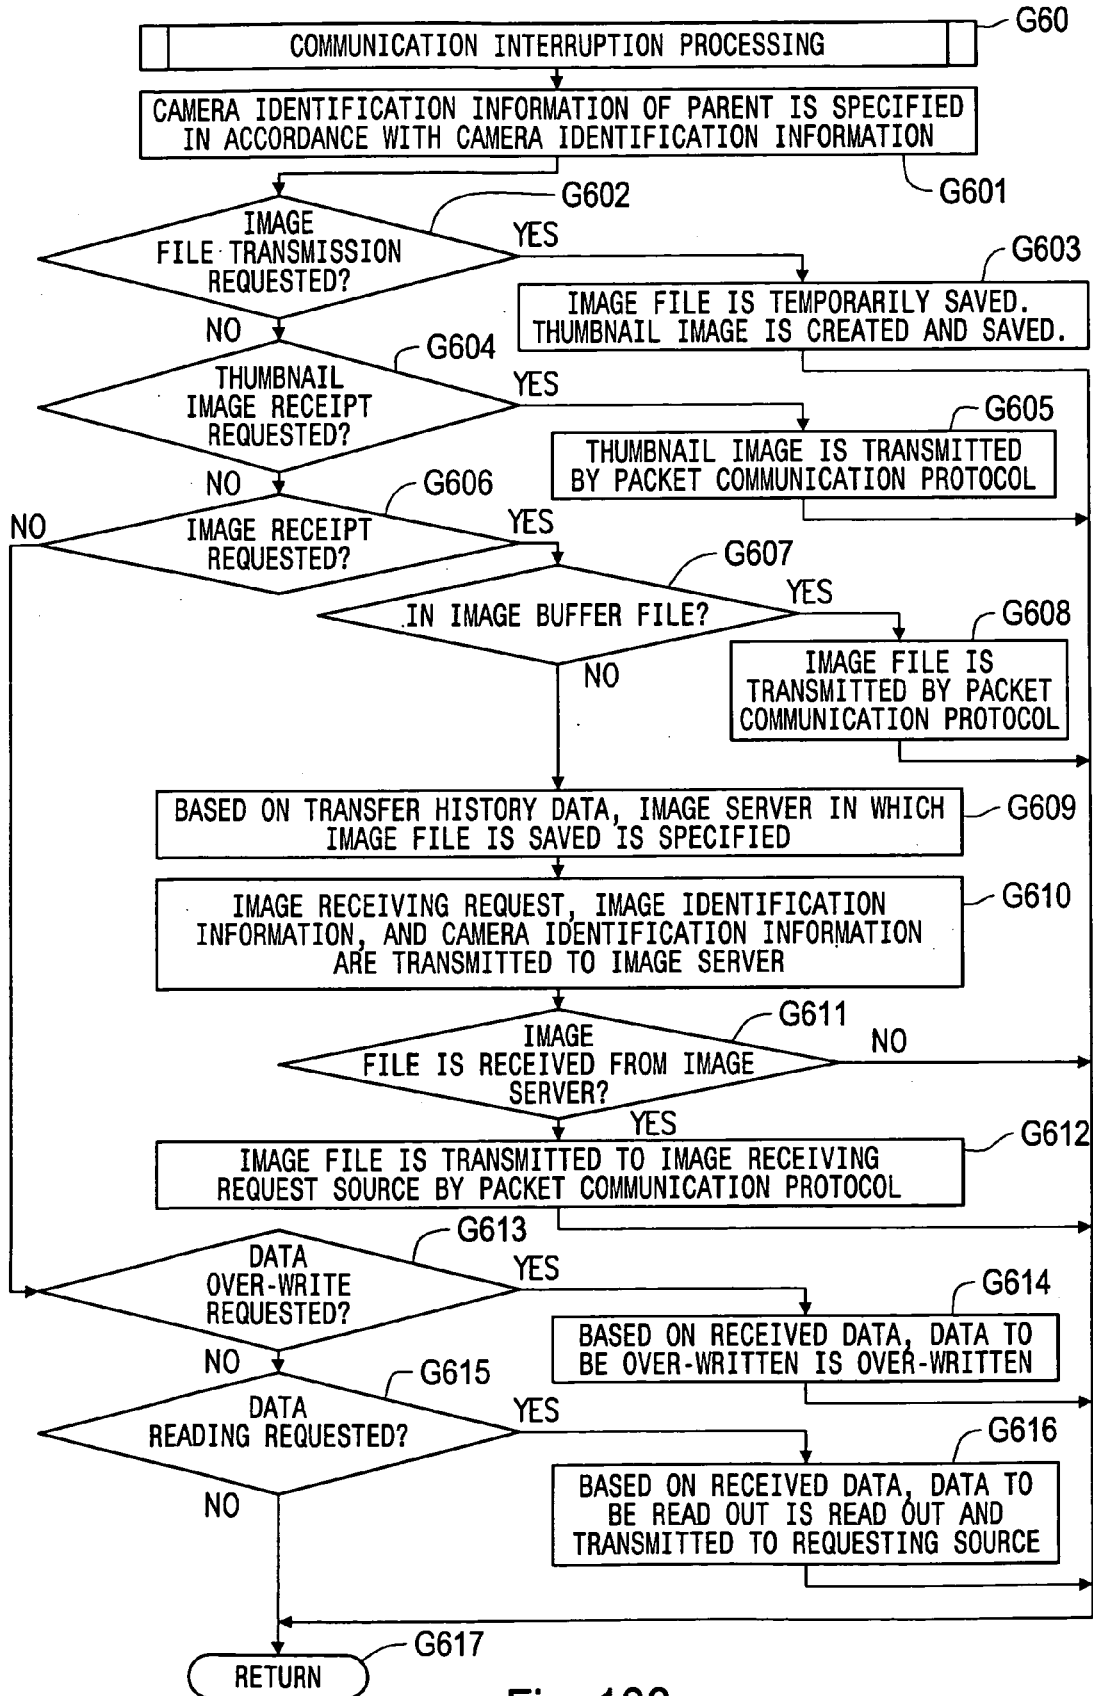 G60
COMMUNICATION INTERRUPTION PROCESSING
CAMERA IDENTIFICATION INFORMATION OF PARENT IS SPECIFIED
IN ACCORDANCE WITH CAMERA IDENTIFICATION INFORMATION
G601
G602
IMAGE
FILE TRANSMISSION
REQUESTED?
YES
G603
IMAGE FILE IS TEMPORARILY SAVED.
THUMBNAIL IMAGE IS CREATED AND SAVED.
NO
G604
THUMBNAIL
IMAGE RECEIPT
REQUESTED?
YES
G605
THUMBNAIL IMAGE IS TRANSMITTED
BY PACKET COMMUNICATION PROTOCOL
NO
G606
NO
IMAGE RECEIPT
REQUESTED?
YES
G607
IN IMAGE BUFFER FILE?
YES
G608
IMAGE FILE IS
TRANSMITTED BY PACKET
COMMUNICATION PROTOCOL
NO
BASED ON TRANSFER HISTORY DATA, IMAGE SERVER IN WHICH
IMAGE FILE IS SAVED IS SPECIFIED
G609
IMAGE RECEIVING REQUEST, IMAGE IDENTIFICATION
INFORMATION, AND CAMERA IDENTIFICATION INFORMATION
ARE TRANSMITTED TO IMAGE SERVER
G610
G611
IMAGE
FILE IS RECEIVED FROM IMAGE
SERVER?
NO
YES
G612
IMAGE FILE IS TRANSMITTED TO IMAGE RECEIVING
REQUEST SOURCE BY PACKET COMMUNICATION PROTOCOL
G613
DATA
OVER-WRITE
REQUESTED?
YES
G614
BASED ON RECEIVED DATA, DATA TO
BE OVER-WRITTEN IS OVER-WRITTEN
NO
G615
DATA
READING REQUESTED?
YES
G616
BASED ON RECEIVED DATA, DATA TO
BE READ OUT IS READ OUT AND
TRANSMITTED TO REQUESTING SOURCE
NO
G617
RETURN